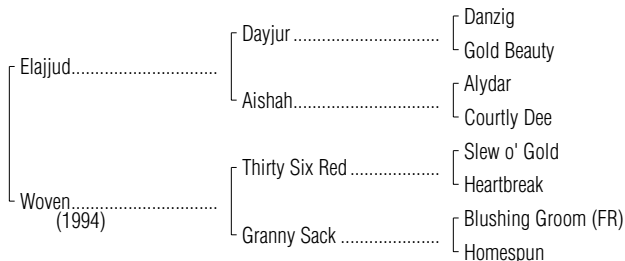 Danzig
Dayjur
Gold Beauty
Elajjud
Alydar
Aishah
Courtly Dee
Slew o' Gold
Thirty Six Red
Heartbreak
Woven
(1994)
Blushing Groom (FR)
Granny Sack
Homespun